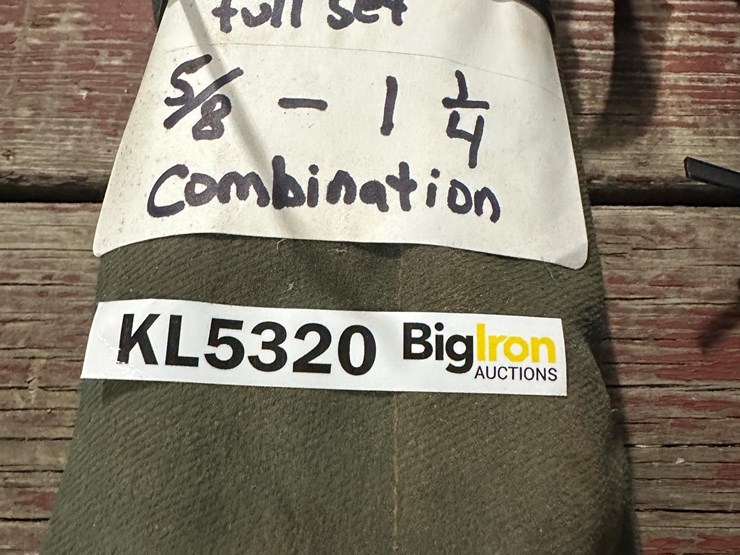 full set
5/8 - 1 1/4
Combination
KL5320 BigIron
AUCTIONS